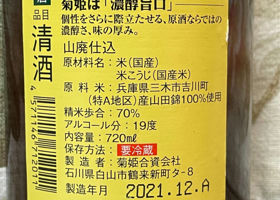 菊姫は「濃醇旨口」
個性をさらに際立たせる、原酒ならではの
濃醇さ、味の厚み。
品目
清酒
山廃仕込
原材料名：米（国産）
米こうじ（国産米）
原料米：兵庫県三木市吉川町
（特A地区）産山田錦100％使用
精米歩合：70％
アルコール分：19度
内容量：720㎖
保存方法：要冷蔵
製造者：菊姫合資会社
石川県白山市鶴来新町タ-8
製造年月
2021.12.A